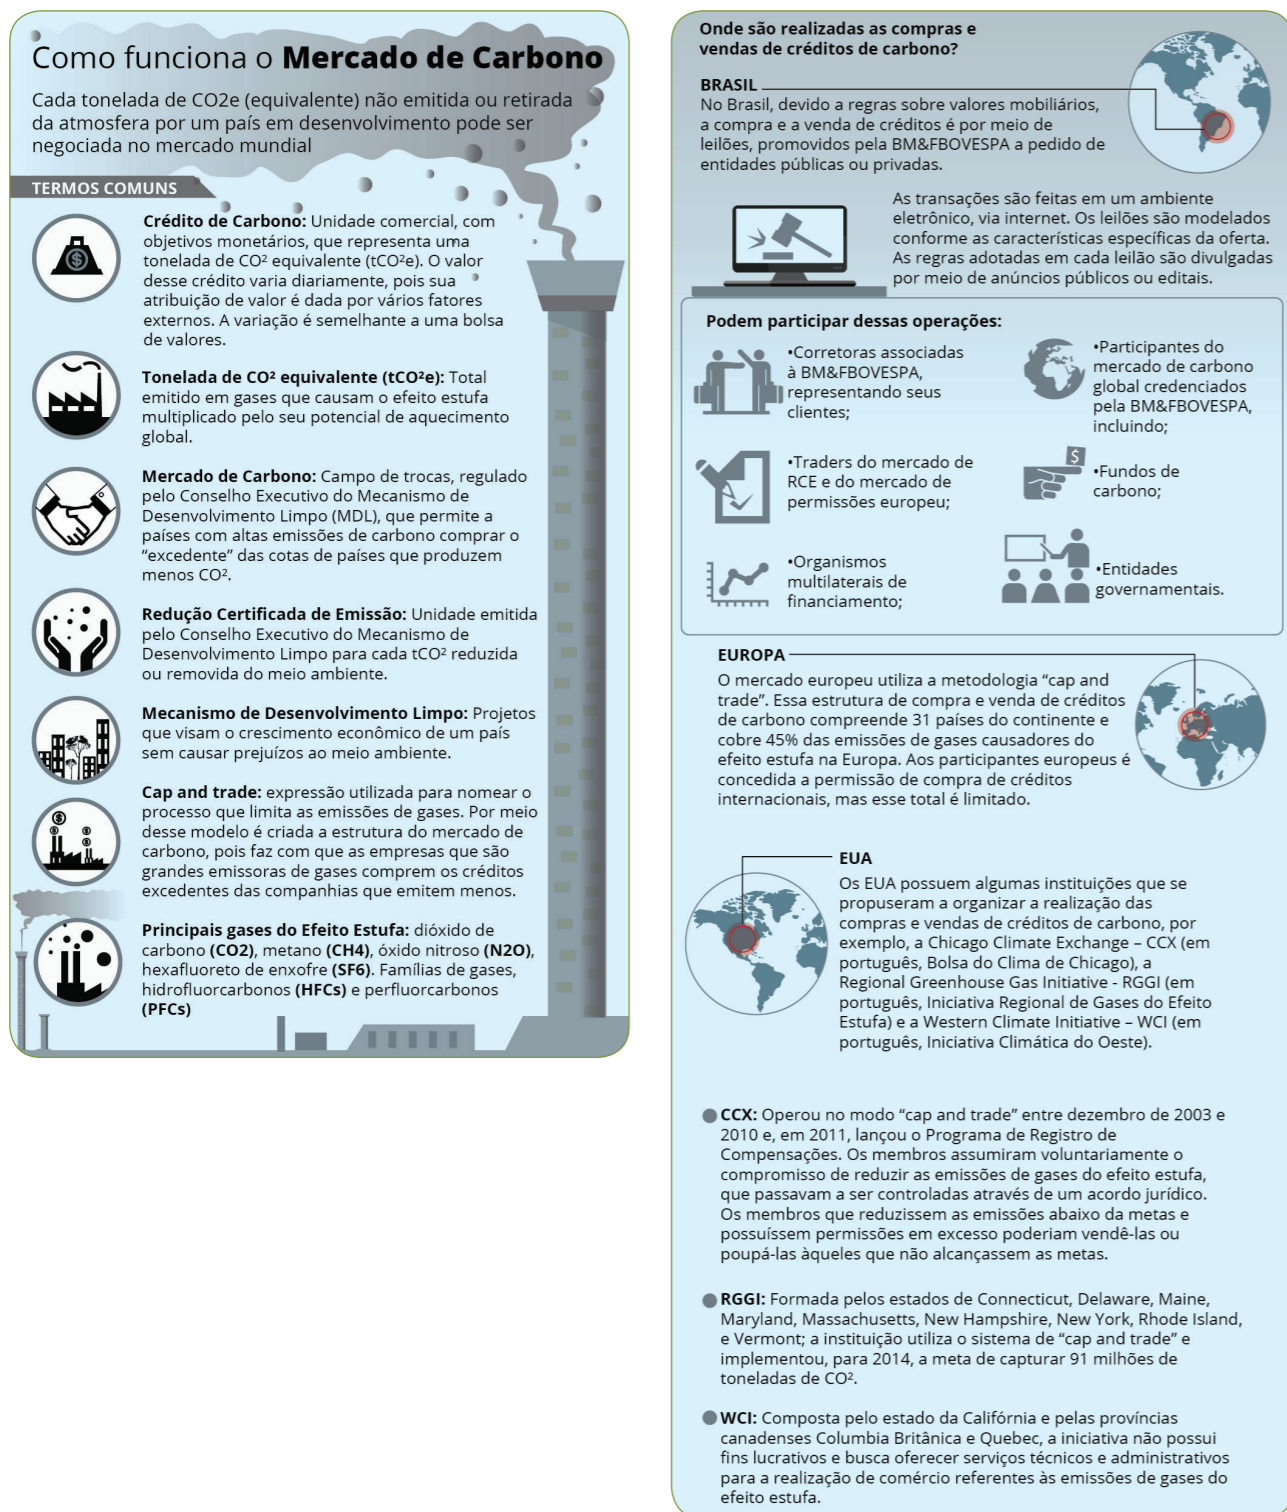 Como funciona o Mercado de Carbono
Cada tonelada de CO2e (equivalente) não emitida ou retirada
da atmosfera por um país em desenvolvimento pode ser
negociada no mercado mundial
TERMOS COMUNS
Crédito de Carbono: Unidade comercial, com
objetivos monetários, que representa uma
tonelada de CO² equivalente (tCO²e). O valor
desse crédito varia diariamente, pois sua
atribuição de valor é dada por vários fatores
externos. A variação é semelhante a uma bolsa
de valores.
Tonelada de CO² equivalente (tCO²e): Total
emitido em gases que causam o efeito estufa
multiplicado pelo seu potencial de aquecimento
global.
Mercado de Carbono: Campo de trocas, regulado
pelo Conselho Executivo do Mecanismo de
Desenvolvimento Limpo (MDL), que permite a
países com altas emissões de carbono comprar o
“excedente” das cotas de países que produzem
menos CO².
Redução Certificada de Emissão: Unidade emitida
pelo Conselho Executivo do Mecanismo de
Desenvolvimento Limpo para cada tCO² reduzida
ou removida do meio ambiente.
Mecanismo de Desenvolvimento Limpo: Projetos
que visam o crescimento econômico de um país
sem causar prejuízos ao meio ambiente.
Cap and trade: expressão utilizada para nomear o
processo que limita as emissões de gases. Por meio
desse modelo é criada a estrutura do mercado de
carbono, pois faz com que as empresas que são
grandes emissoras de gases comprem os créditos
excedentes das companhias que emitem menos.
Principais gases do Efeito Estufa: dióxido de
carbono (CO2), metano (CH4), óxido nitroso (N2O),
hexafluoreto de enxofre (SF6). Famílias de gases,
hidrofluorcarbonos (HFCs) e perfluorcarbonos
(PFCs)
Onde são realizadas as compras e
vendas de créditos de carbono?
BRASIL
No Brasil, devido a regras sobre valores mobiliários,
a compra e a venda de créditos é por meio de
leilões, promovidos pela BM&FBOVESPA a pedido de
entidades públicas ou privadas.
As transações são feitas em um ambiente
eletrônico, via internet. Os leilões são modelados
conforme as características específicas da oferta.
As regras adotadas em cada leilão são divulgadas
por meio de anúncios públicos ou editais.
Podem participar dessas operações:
•Corretoras associadas
à BM&FBOVESPA,
representando seus
clientes;
•Participantes do
mercado de carbono
global credenciados
pela BM&FBOVESPA,
incluindo;
•Traders do mercado de
RCE e do mercado de
permissões europeu;
•Fundos de
carbono;
•Organismos
multilaterais de
financiamento;
•Entidades
governamentais.
EUROPA
O mercado europeu utiliza a metodologia “cap and
trade”. Essa estrutura de compra e venda de créditos
de carbono compreende 31 países do continente e
cobre 45% das emissões de gases causadores do
efeito estufa na Europa. Aos participantes europeus é
concedida a permissão de compra de créditos
internacionais, mas esse total é limitado.
EUA
Os EUA possuem algumas instituições que se
propuseram a organizar a realização das
compras e vendas de créditos de carbono, por
exemplo, a Chicago Climate Exchange – CCX (em
português, Bolsa do Clima de Chicago), a
Regional Greenhouse Gas Initiative - RGGI (em
português, Iniciativa Regional de Gases do Efeito
Estufa) e a Western Climate Initiative – WCI (em
português, Iniciativa Climática do Oeste).
CCX: Operou no modo “cap and trade” entre dezembro de 2003 e
2010 e, em 2011, lançou o Programa de Registro de
Compensações. Os membros assumiram voluntariamente o
compromisso de reduzir as emissões de gases do efeito estufa,
que passavam a ser controladas através de um acordo jurídico.
Os membros que reduzissem as emissões abaixo da metas e
possuíssem permissões em excesso poderiam vendê-las ou
poupá-las àqueles que não alcançassem as metas.
RGGI: Formada pelos estados de Connecticut, Delaware, Maine,
Maryland, Massachusetts, New Hampshire, New York, Rhode Island,
e Vermont; a instituição utiliza o sistema de “cap and trade” e
implementou, para 2014, a meta de capturar 91 milhões de
toneladas de CO².
WCI: Composta pelo estado da Califórnia e pelas províncias
canadenses Columbia Britânica e Quebec, a iniciativa não possui
fins lucrativos e busca oferecer serviços técnicos e administrativos
para a realização de comércio referentes às emissões de gases do
efeito estufa.